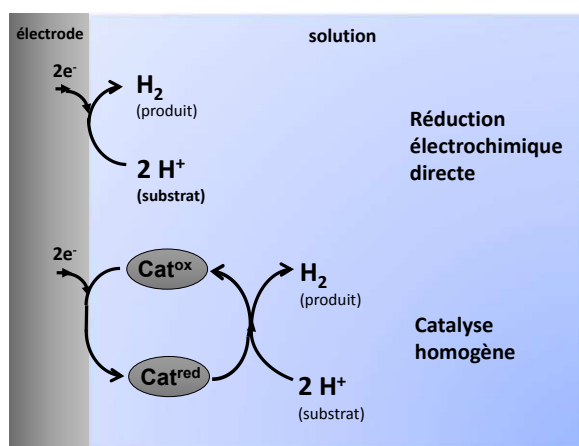 électrode
solution
2e-
H2
(produit)
2 H+
(substrat)
Réduction
électrochimique
directe
2e-
Catox
H2
(produit)
Catalyse
homogène
Catred
2 H+
(substrat)